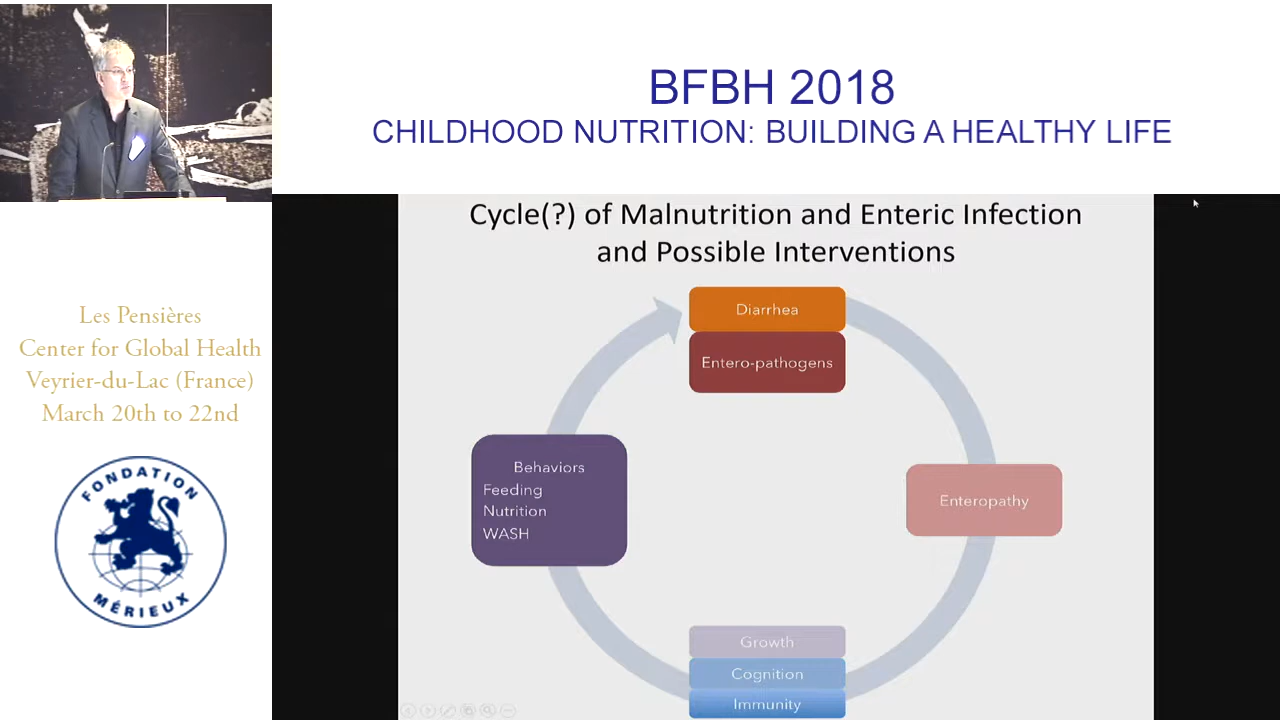 BFBH 2018
CHILDHOOD NUTRITION: BUILDING A HEALTHY LIFE
Cycle(?) of Malnutrition and Enteric Infection
and Possible Interventions
Diarrhea
Entero-pathogens
Behaviors
Feeding
Nutrition
WASH
Enteropathy
Growth
Cognition
Immunity
Les Pensières
Center for Global Health
Veyrier-du-Lac (France)
March 20th to 22nd
FONDATION
MÉRIEUX